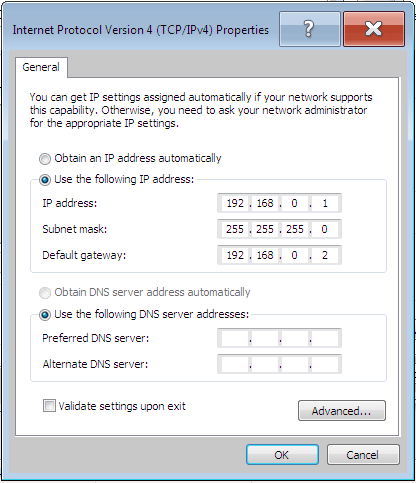 Internet Protocol Version 4 (TCP/IPv4) Properties
?
General
You can get IP settings assigned automatically if your network supports
this capability. Otherwise, you need to ask your network administrator
for the appropriate IP settings.
Obtain an IP address automatically
Use the following IP address:
IP address: 192 . 168 . 0 . 1
Subnet mask: 255 . 255 . 255 . 0
Default gateway: 192 . 168 . 0 . 2
Obtain DNS server address automatically
Use the following DNS server addresses:
Preferred DNS server: . . .
Alternate DNS server: . . .
Validate settings upon exit
Advanced...
OK Cancel